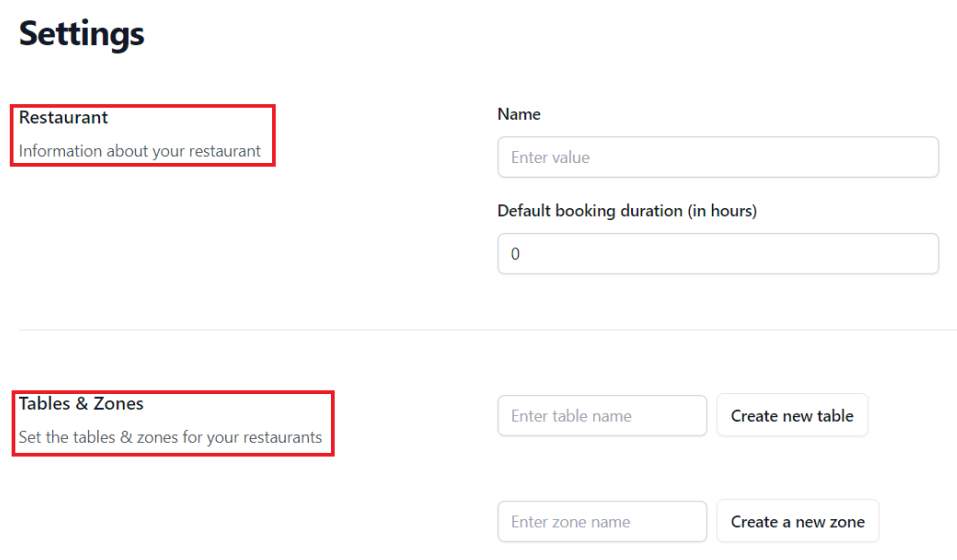 Settings
Restaurant
Information about your restaurant
Name
Enter value
Default booking duration (in hours)
0
Tables & Zones
Set the tables & zones for your restaurants
Enter table name
Create new table
Enter zone name
Create a new zone